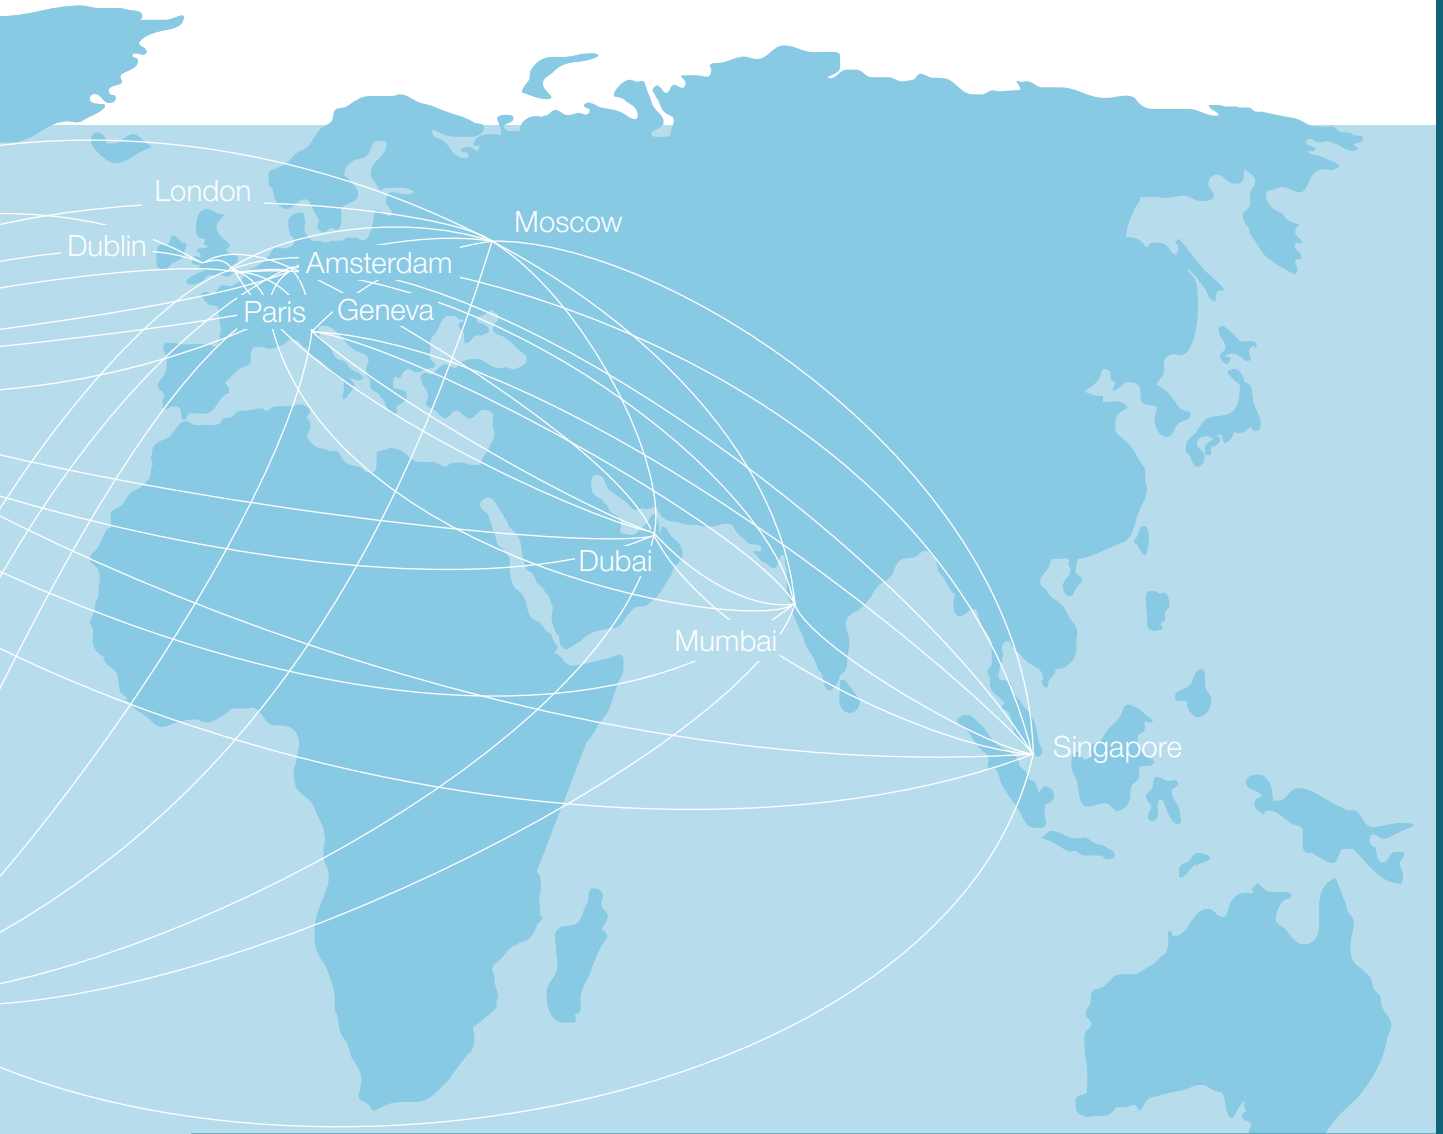 London
Moscow
Dublin
Amsterdam
Paris
Geneva
Dubai
Mumbai
Singapore